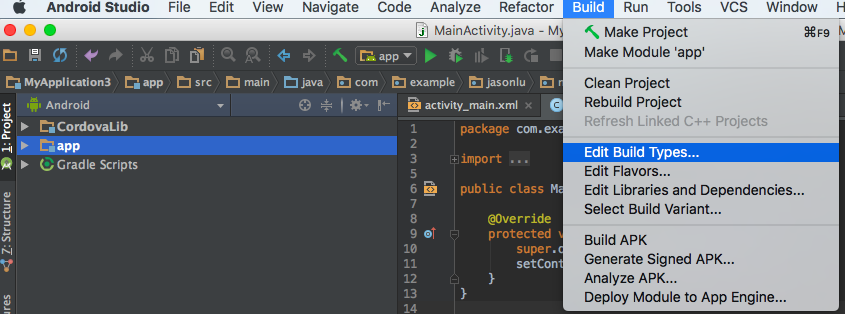 Android Studio File Edit View Navigate Code Analyze Refactor Build Run Tools VCS Window H
MainActivity.java - My
app
MyApplication3 app src main java com example jasonlu
Android
activity_main.xml
C
1: Project
7: Structure
CordovaLib
app
Gradle Scripts
1 package com.exa
2
3 import ...
5
6 public class Ma
7
8 @Override
9 protected v
10 super.o
11 setCont
12 }
13 }
14
Make Project ⌘F9
Make Module 'app'
Clean Project
Rebuild Project
Refresh Linked C++ Projects
Edit Build Types...
Edit Flavors...
Edit Libraries and Dependencies...
Select Build Variant...
Build APK
Generate Signed APK...
Analyze APK...
Deploy Module to App Engine...